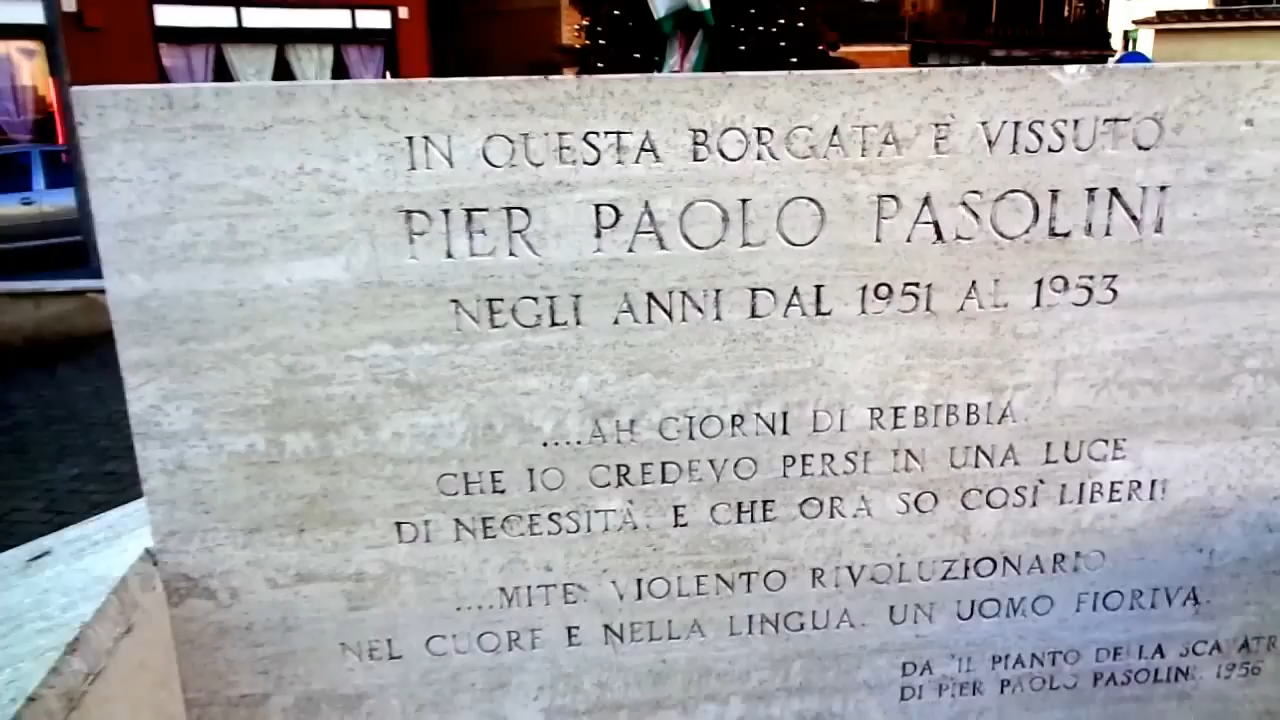 IN QUESTA BORGATA È VISSUTO
PIER PAOLO PASOLINI
NEGLI ANNI DAL 1951 AL 1953
....AH GIORNI DI REBIBBIA,
CHE IO CREDEVO PERSI IN UNA LUCE
DI NECESSITÀ, E CHE ORA SO COSÌ LIBERI!
....MITE, VIOLENTO RIVOLUZIONARIO
NEL CUORE E NELLA LINGUA. UN UOMO FIORIVA.
DA "IL PIANTO DELLA SCAVATR
DI PIER PAOLO PASOLINI. 1956